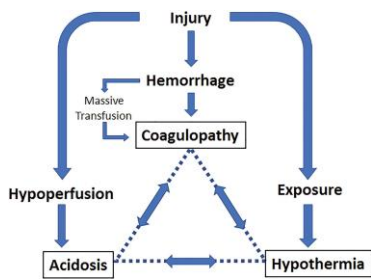 Injury
Hemorrhage
Massive
Transfusion
Coagulopathy
Hypoperfusion
Exposure
Acidosis
Hypothermia